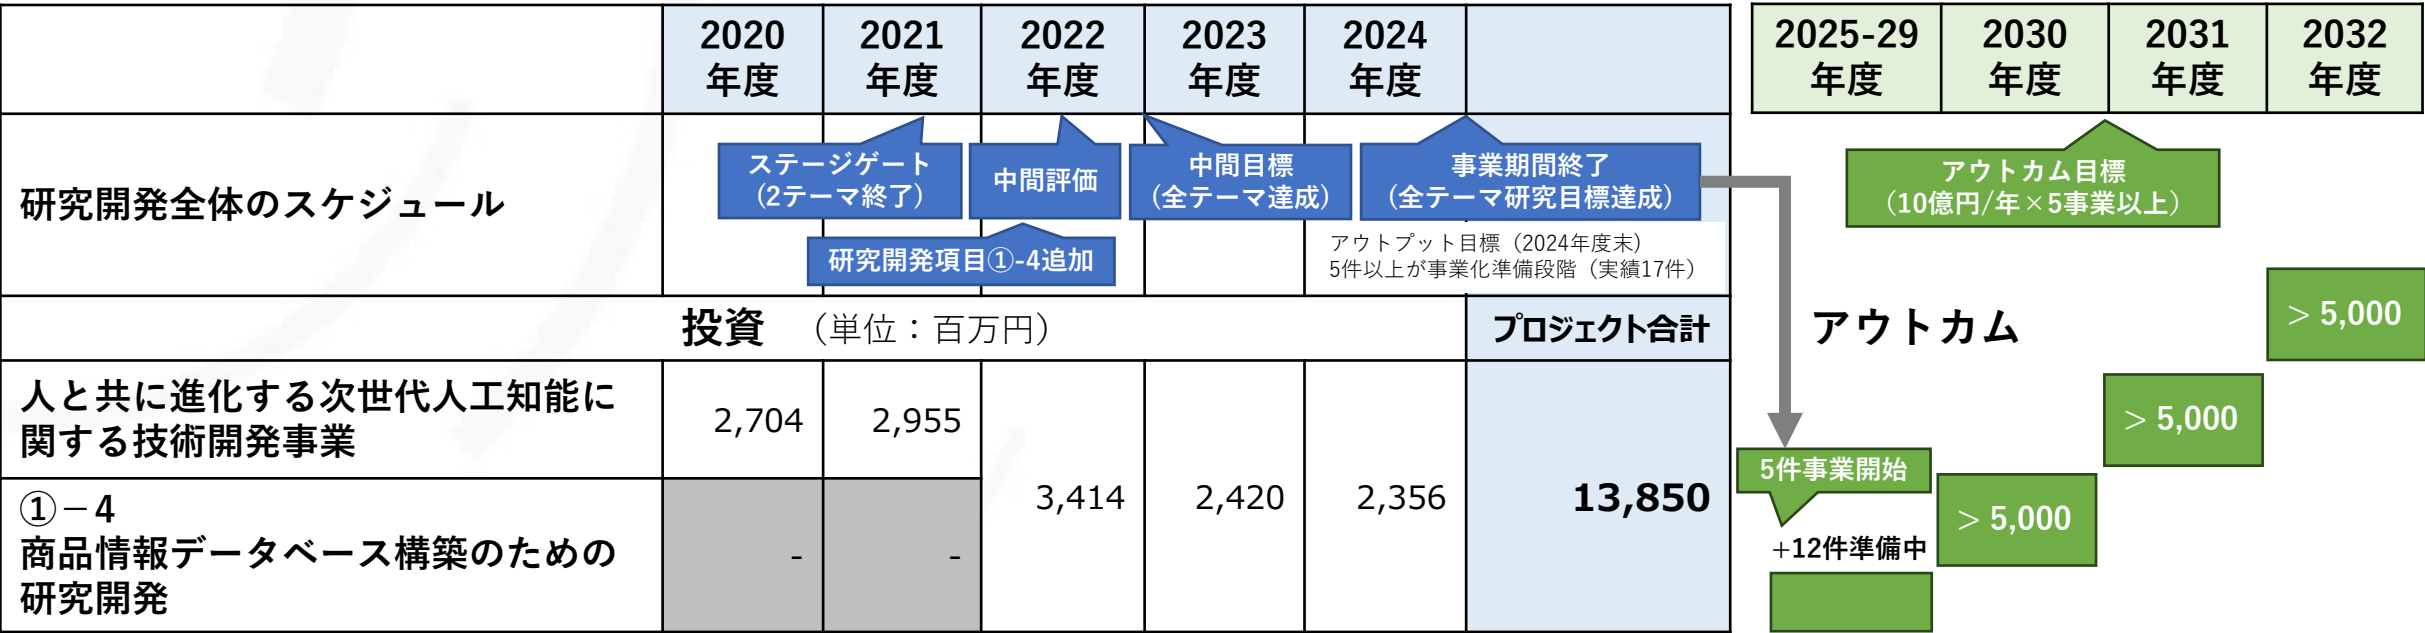 2020
年度
2021
年度
2022
年度
2023
年度
2024
年度
2025-29
年度
2030
年度
2031
年度
2032
年度
研究開発全体のスケジュール
ステージゲート
(2テーマ終了)
中間評価
中間目標
(全テーマ達成)
事業期間終了
(全テーマ研究目標達成)
研究開発項目①-4追加
アウトプット目標（2024年度末）
5件以上が事業化準備段階（実績17件）
アウトカム目標
（10億円/年×5事業以上）
投資 （単位：百万円）
プロジェクト合計
アウトカム
> 5,000
人と共に進化する次世代人工知能に
関する技術開発事業
2,704
2,955
3,414
2,420
2,356
13,850
> 5,000
5件事業開始
> 5,000
+12件準備中
①－4
商品情報データベース構築のための
研究開発
-
-